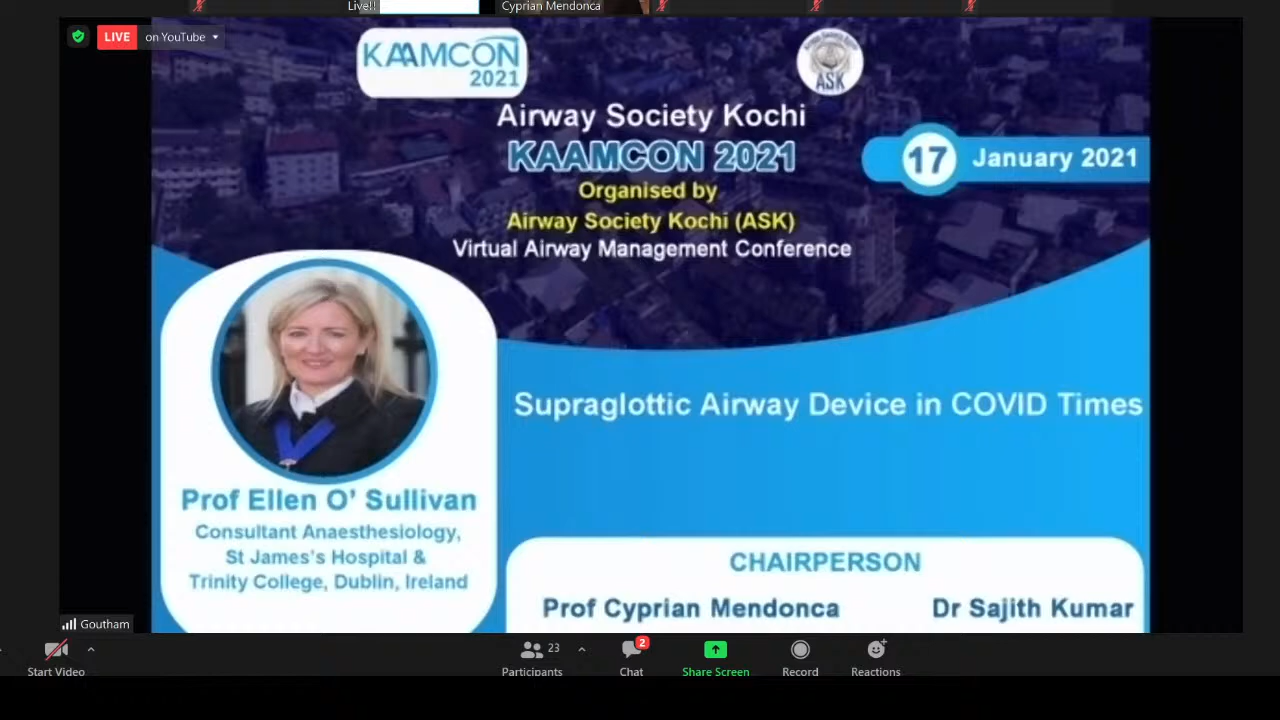 Live!!
Cyprian Mendonca
LIVE on YouTube
KAAMCON
2021
ASK
Airway Society Kochi
KAAMCON 2021
17 January 2021
Organised by
Airway Society Kochi (ASK)
Virtual Airway Management Conference
Supraglottic Airway Device in COVID Times
Prof Ellen O' Sullivan
Consultant Anaesthesiology,
St James's Hospital &
Trinity College, Dublin, Ireland
CHAIRPERSON
Prof Cyprian Mendonca
Dr Sajith Kumar
Goutham
Start Video
23
Participants
2
Chat
Share Screen
Record
Reactions